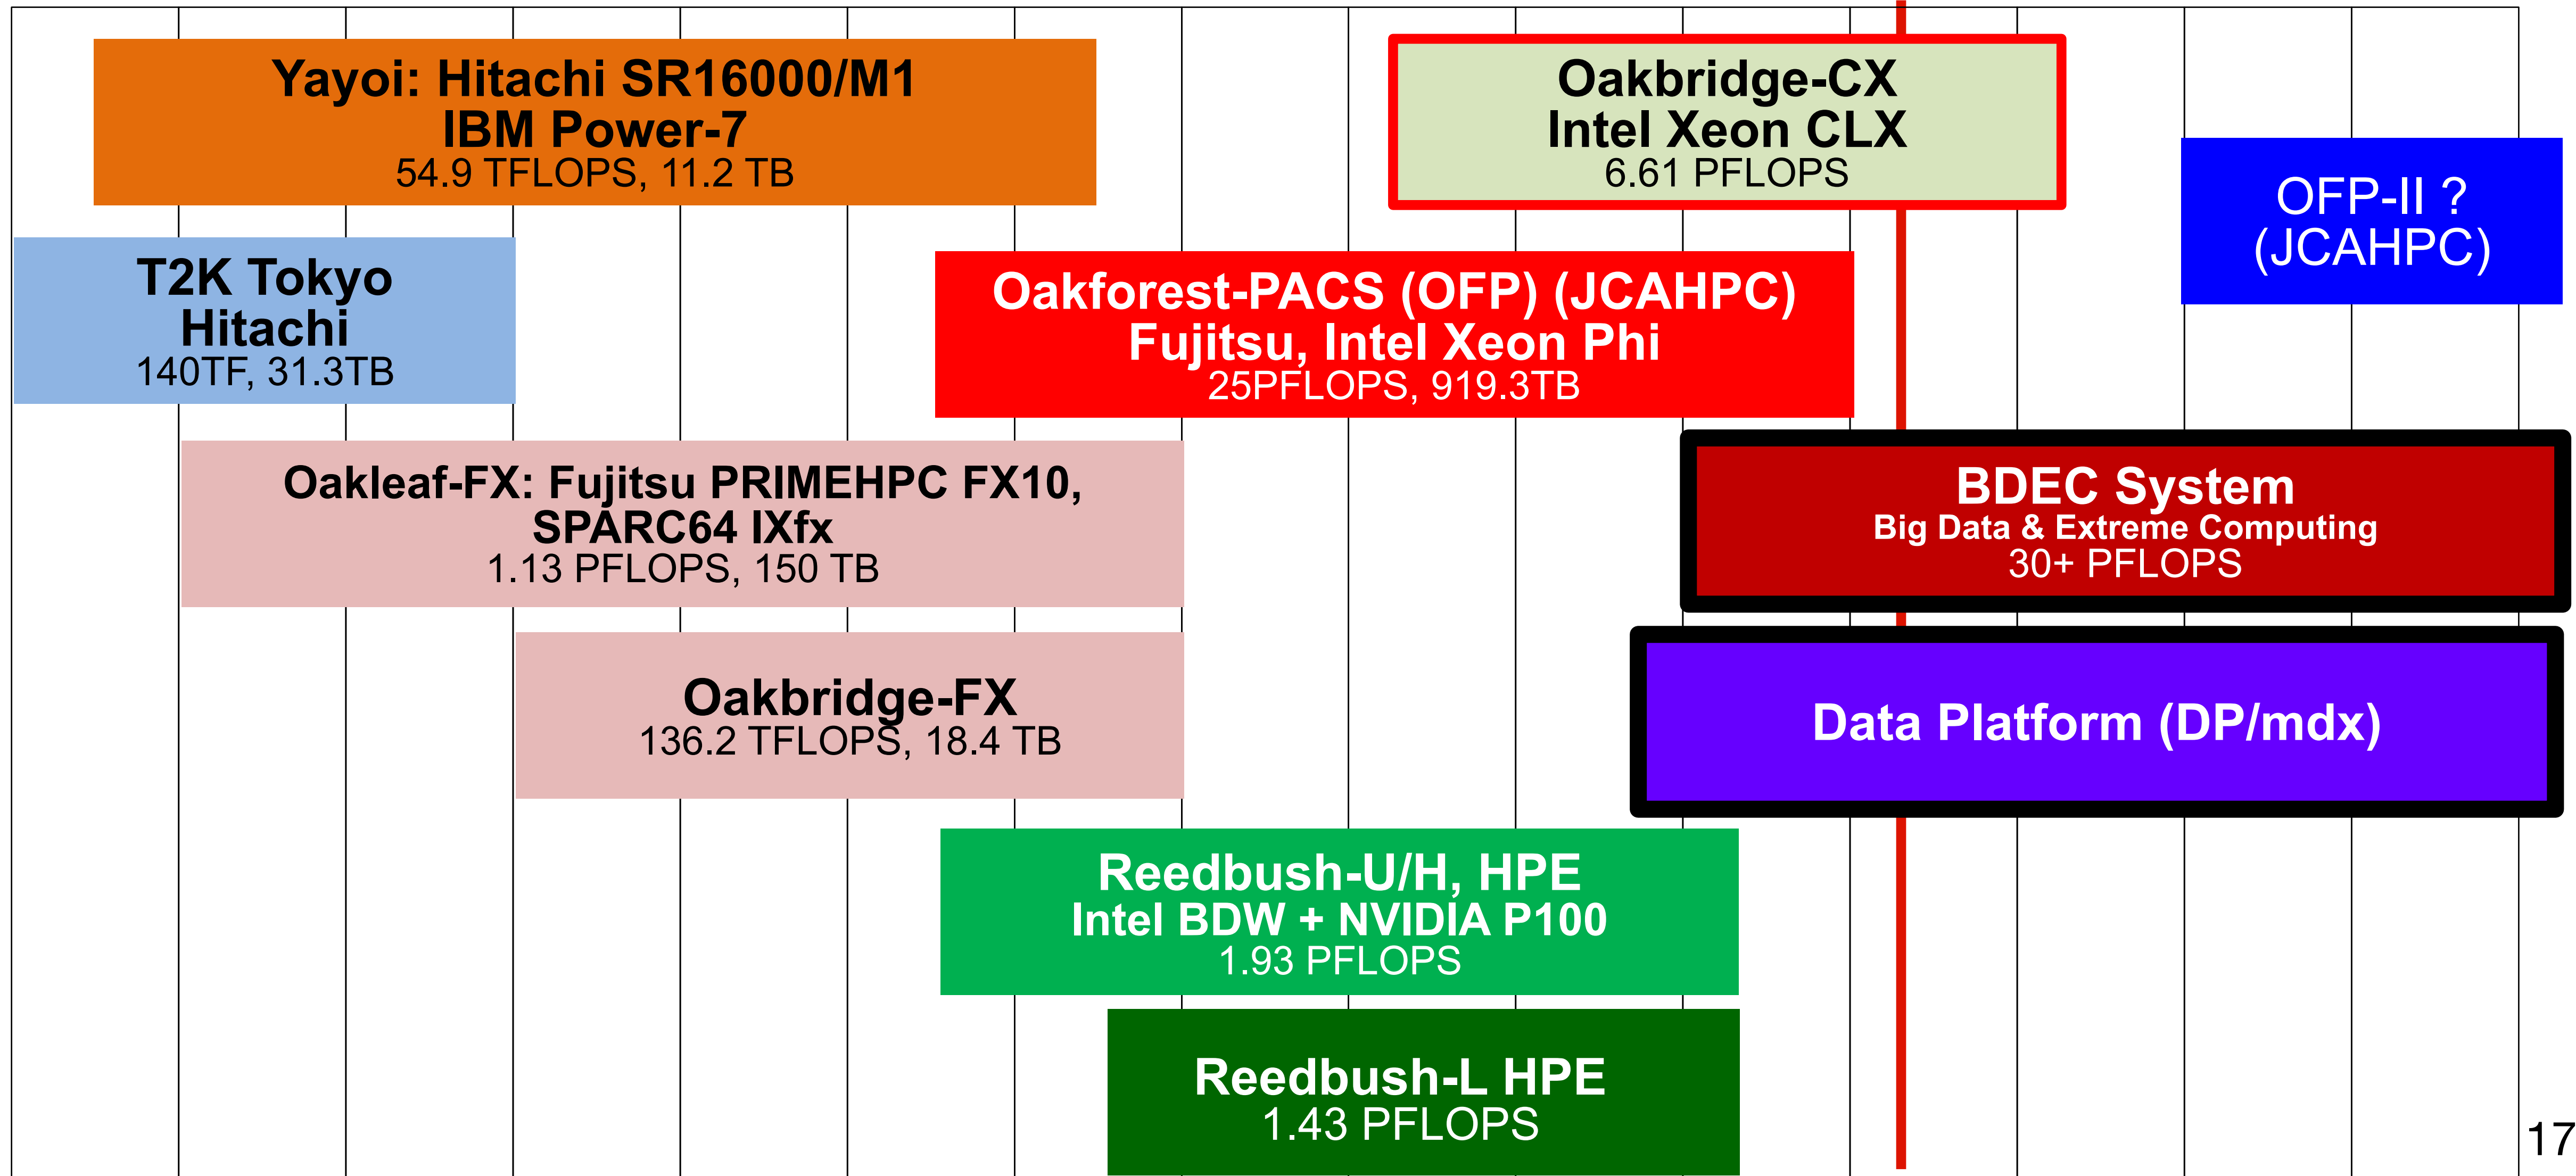 Yayoi: Hitachi SR16000/M1
IBM Power-7
54.9 TFLOPS, 11.2 TB
Oakbridge-CX
Intel Xeon CLX
6.61 PFLOPS
OFP-II ?
(JCAHPC)
T2K Tokyo
Hitachi
140TF, 31.3TB
Oakforest-PACS (OFP) (JCAHPC)
Fujitsu, Intel Xeon Phi
25PFLOPS, 919.3TB
Oakleaf-FX: Fujitsu PRIMEHPC FX10,
SPARC64 IXfx
1.13 PFLOPS, 150 TB
BDEC System
Big Data & Extreme Computing
30+ PFLOPS
Oakbridge-FX
136.2 TFLOPS, 18.4 TB
Data Platform (DP/mdx)
Reedbush-U/H, HPE
Intel BDW + NVIDIA P100
1.93 PFLOPS
Reedbush-L HPE
1.43 PFLOPS
17